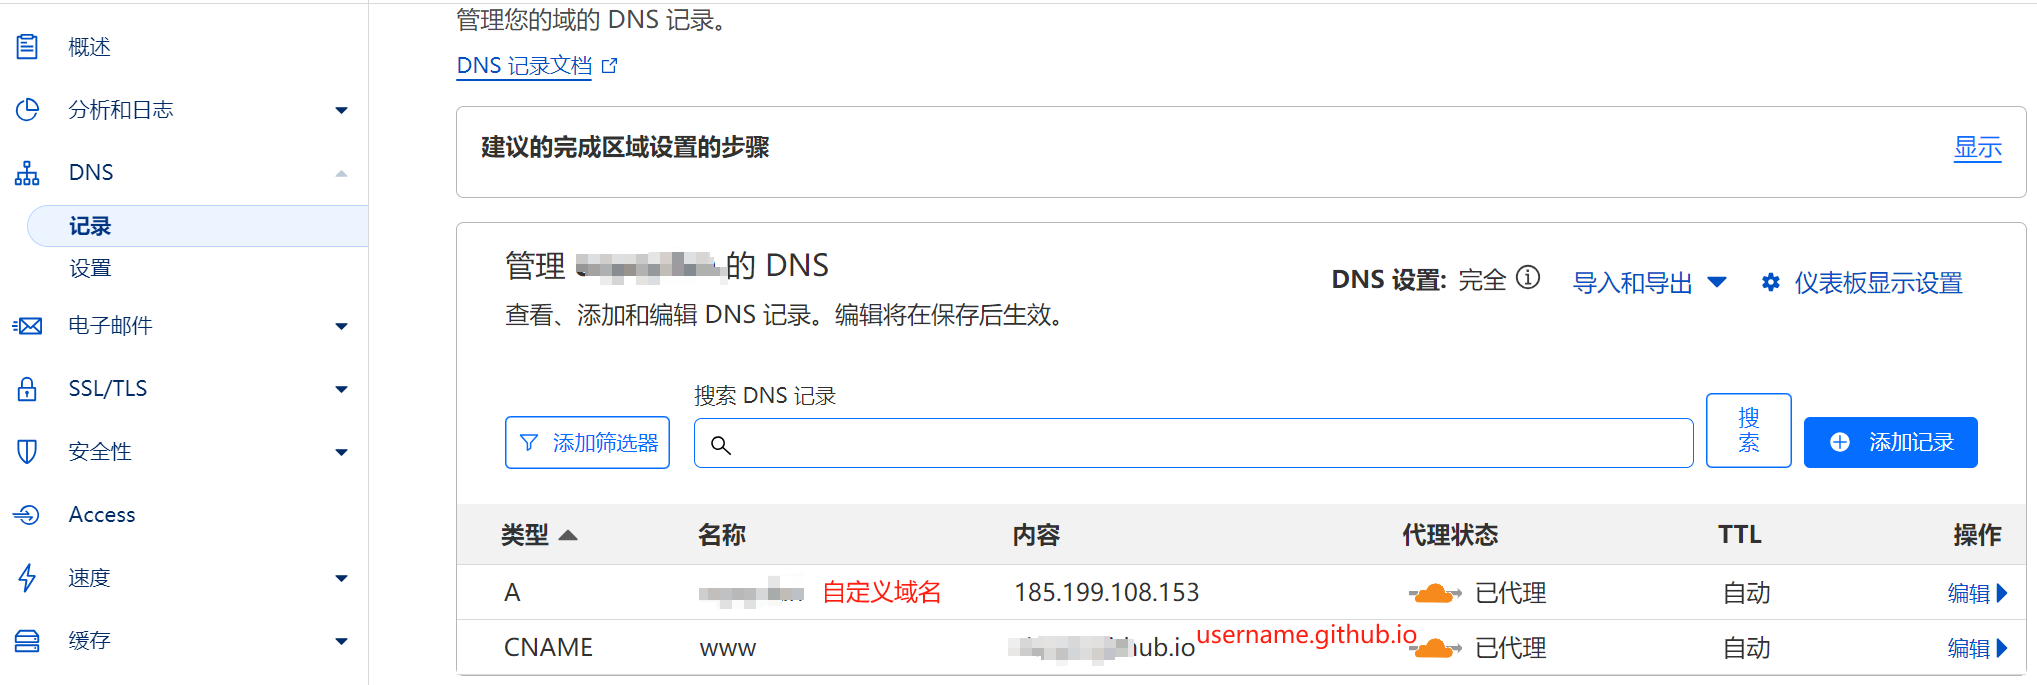 概述
分析和日志
DNS
记录
设置
电子邮件
SSL/TLS
安全性
Access
速度
缓存
管理您的域的 DNS 记录。
DNS 记录文档
建议的完成区域设置的步骤
显示
管理 的 DNS
查看、添加和编辑 DNS 记录。编辑将在保存后生效。
DNS 设置: 完全
导入和导出
仪表板显示设置
搜索 DNS 记录
添加筛选器
搜
索
添加记录
类型 名称 内容 代理状态 TTL 操作
A 自定义域名 185.199.108.153 已代理 自动 编辑
CNAME www hub.io username.github.io 已代理 自动 编辑